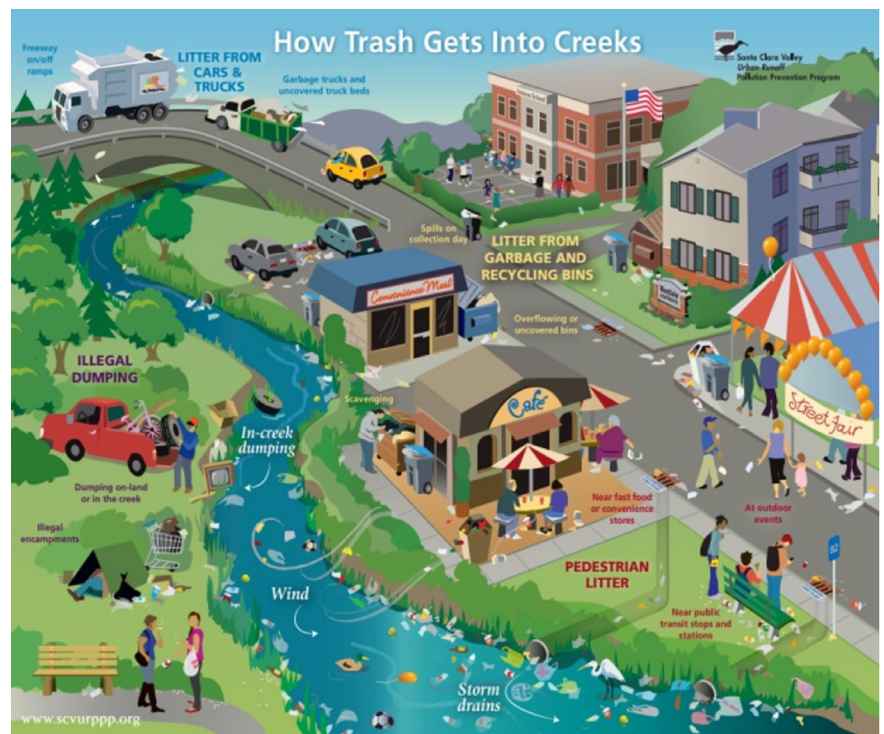 How Trash Gets Into Creeks
Santa Clara Valley
Urban Runoff
Pollution Prevention Program
Freeway
on/off
ramps
LITTER FROM
CARS &
TRUCKS
Garbage trucks and
uncovered truck beds
Spills on
collection day
LITTER FROM
GARBAGE AND
RECYCLING BINS
Convenience Mart
Overflowing or
uncovered bins
ILLEGAL
DUMPING
Scavenging
Café
Street fair
In-creek
dumping
Dumping on-land
or in the creek
Near fast food
or convenience
stores
At outdoor
events
Illegal
encampments
B2
PEDESTRIAN
LITTER
Wind
Near public
transit stops and
stations
Storm
drains
www.scvurppp.org